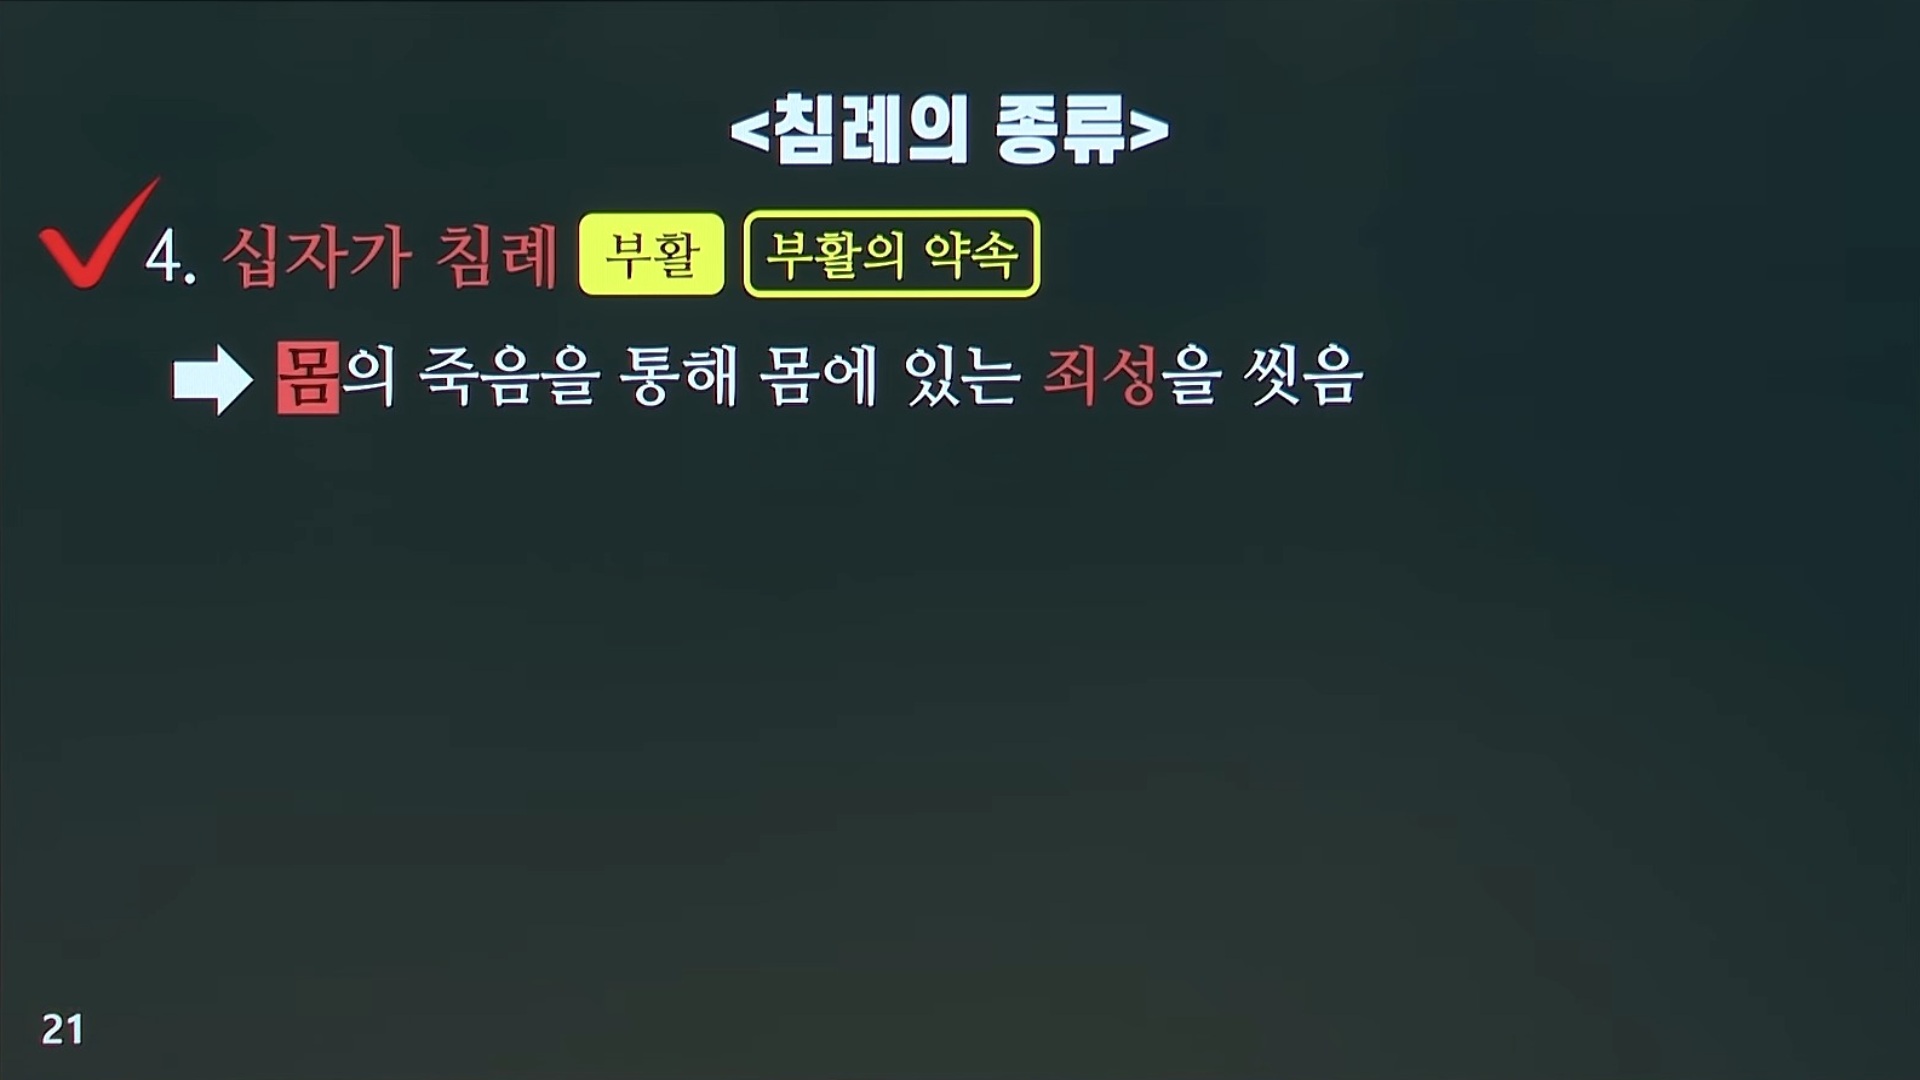 <침례의 종류>
4. 십자가 침례 부활 부활의 약속
몸의 죽음을 통해 몸에 있는 죄성을 씻음
21